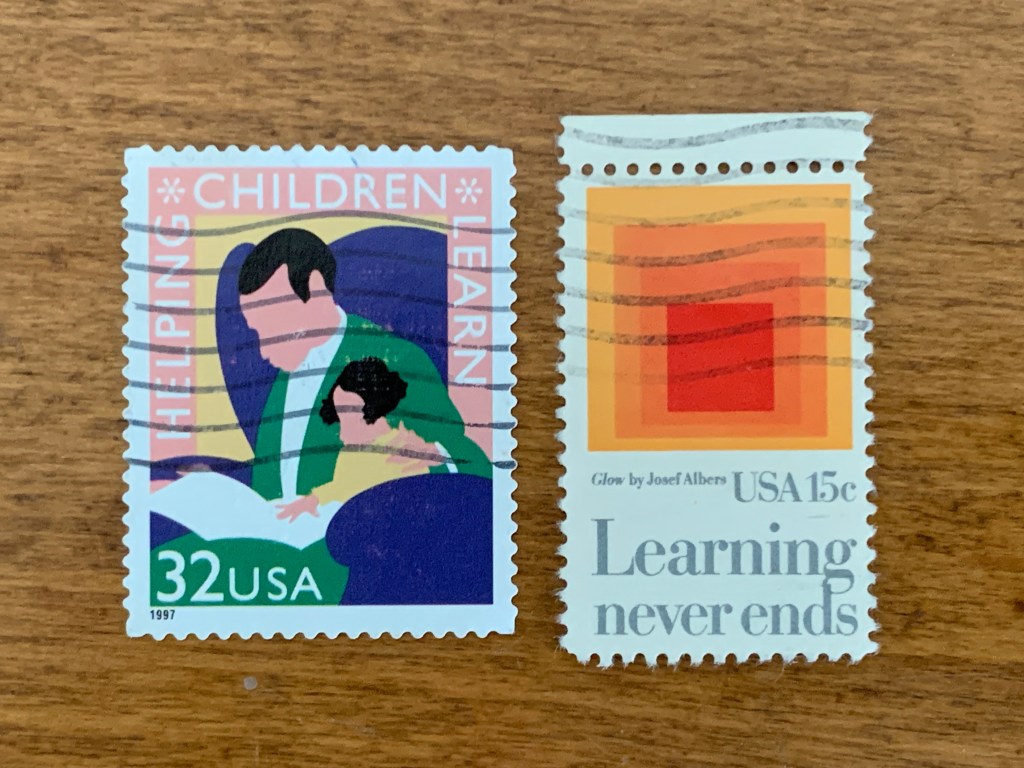 HELPING
* CHILDREN *
LEARN
32USA
1997
Glow by Josef Albers USA 15c
Learning
never ends